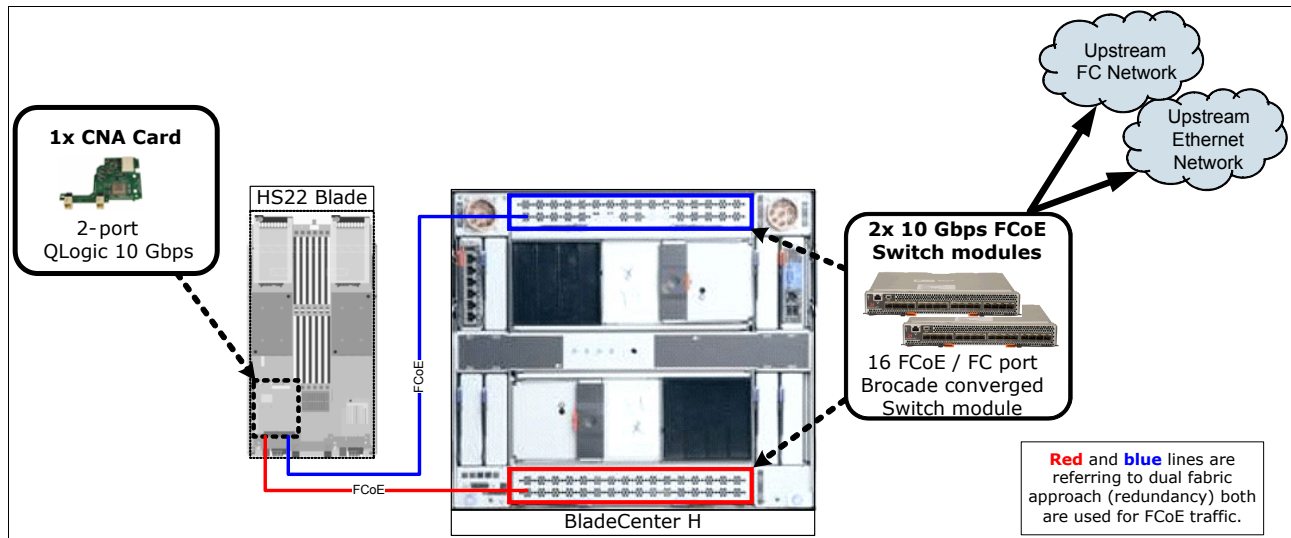 1x CNA Card
2-port
QLogic 10 Gbps
HS22 Blade
FCoE
FCoE
BladeCenter H
Upstream
FC Network
Upstream
Ethernet
Network
2x 10 Gbps FCoE
Switch modules
16 FCoE / FC port
Brocade converged
Switch module
Red and blue lines are
referring to dual fabric
approach (redundancy) both
are used for FCoE traffic.